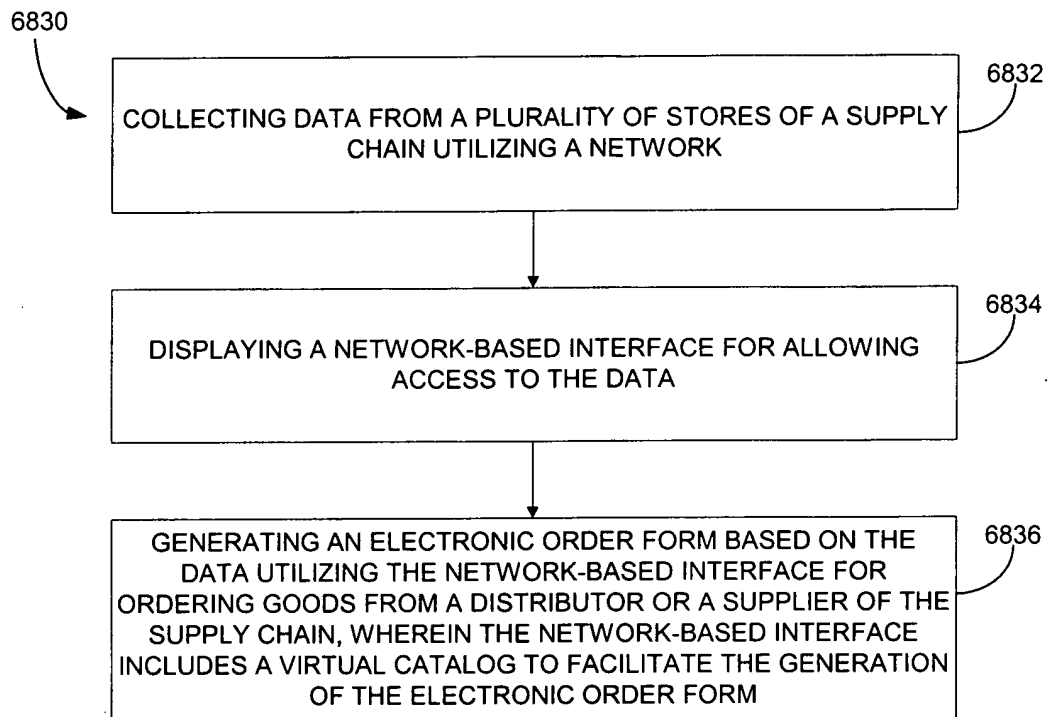 6830
6832
COLLECTING DATA FROM A PLURALITY OF STORES OF A SUPPLY
CHAIN UTILIZING A NETWORK
6834
DISPLAYING A NETWORK-BASED INTERFACE FOR ALLOWING
ACCESS TO THE DATA
6836
GENERATING AN ELECTRONIC ORDER FORM BASED ON THE
DATA UTILIZING THE NETWORK-BASED INTERFACE FOR
ORDERING GOODS FROM A DISTRIBUTOR OR A SUPPLIER OF THE
SUPPLY CHAIN, WHEREIN THE NETWORK-BASED INTERFACE
INCLUDES A VIRTUAL CATALOG TO FACILITATE THE GENERATION
OF THE ELECTRONIC ORDER FORM